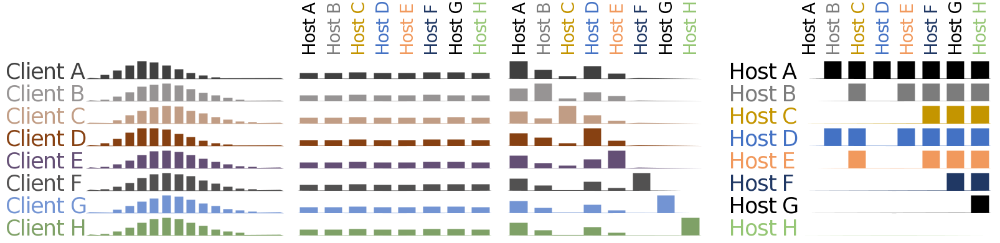 Host A Host B Host C Host D Host E Host F Host G Host H
Host A Host B Host C Host D Host E Host F Host G Host H
Host A Host B Host C Host D Host E Host F Host G Host H
Client A
Client B
Client C
Client D
Client E
Client F
Client G
Client H
Host A
Host B
Host C
Host D
Host E
Host F
Host G
Host H